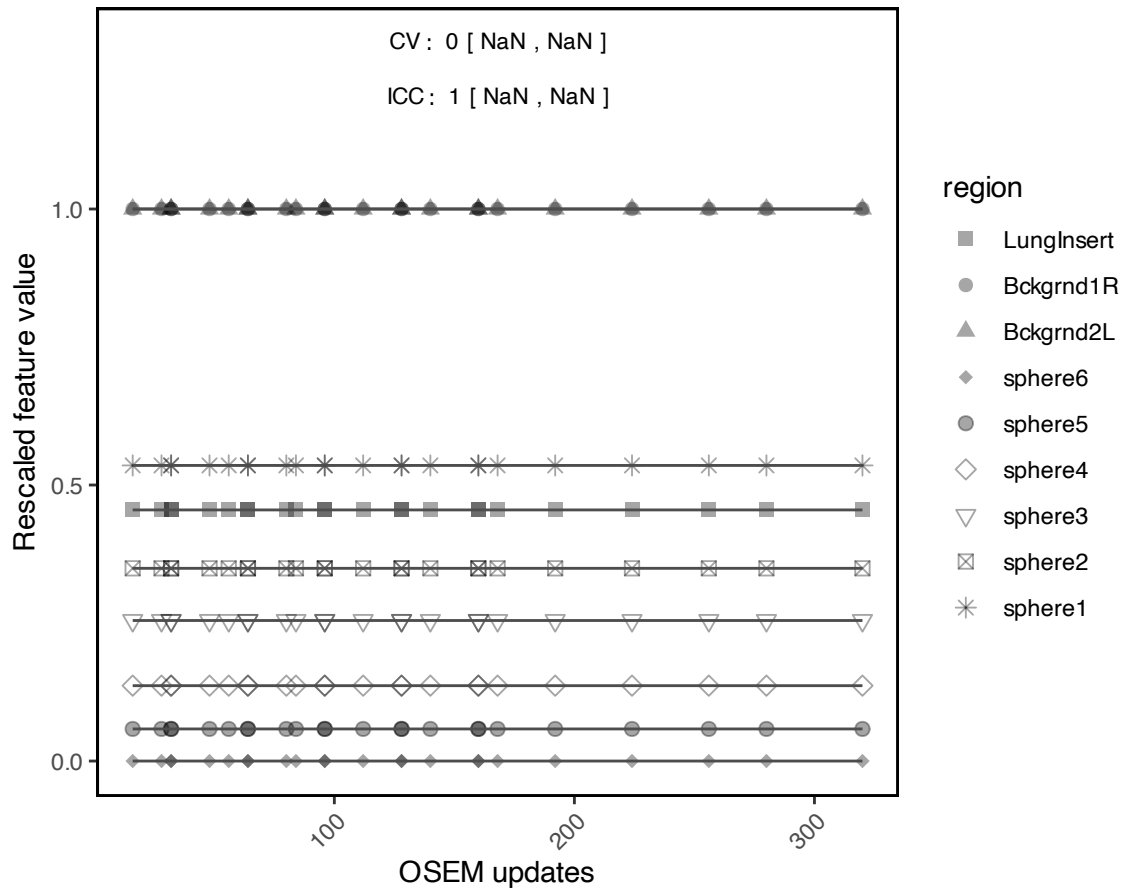 CV : 0 [ NaN , NaN ]
ICC : 1 [ NaN , NaN ]
1.0
0.5
0.0
Rescaled feature value
100
200
300
OSEM updates
region
LungInsert
Bckgrnd1R
Bckgrnd2L
sphere6
sphere5
sphere4
sphere3
sphere2
sphere1